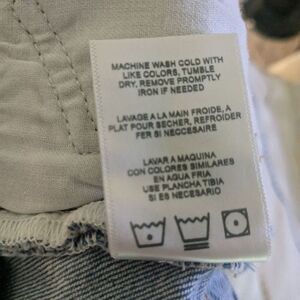 MACHINE WASH COLD WITH
LIKE COLORS, TUMBLE
DRY, REMOVE PROMPTLY
IRON IF NEEDED
LAVAGE A LA MAIN FROIDE, A
PLAT POUR SECHER, REFROIDER
FER SI NECCESAIRE
LAVAR A MAQUINA
CON COLORES SIMILARES
EN AGUA FRIA
USE PLANCHA TIBIA
SI ES NECESARIO